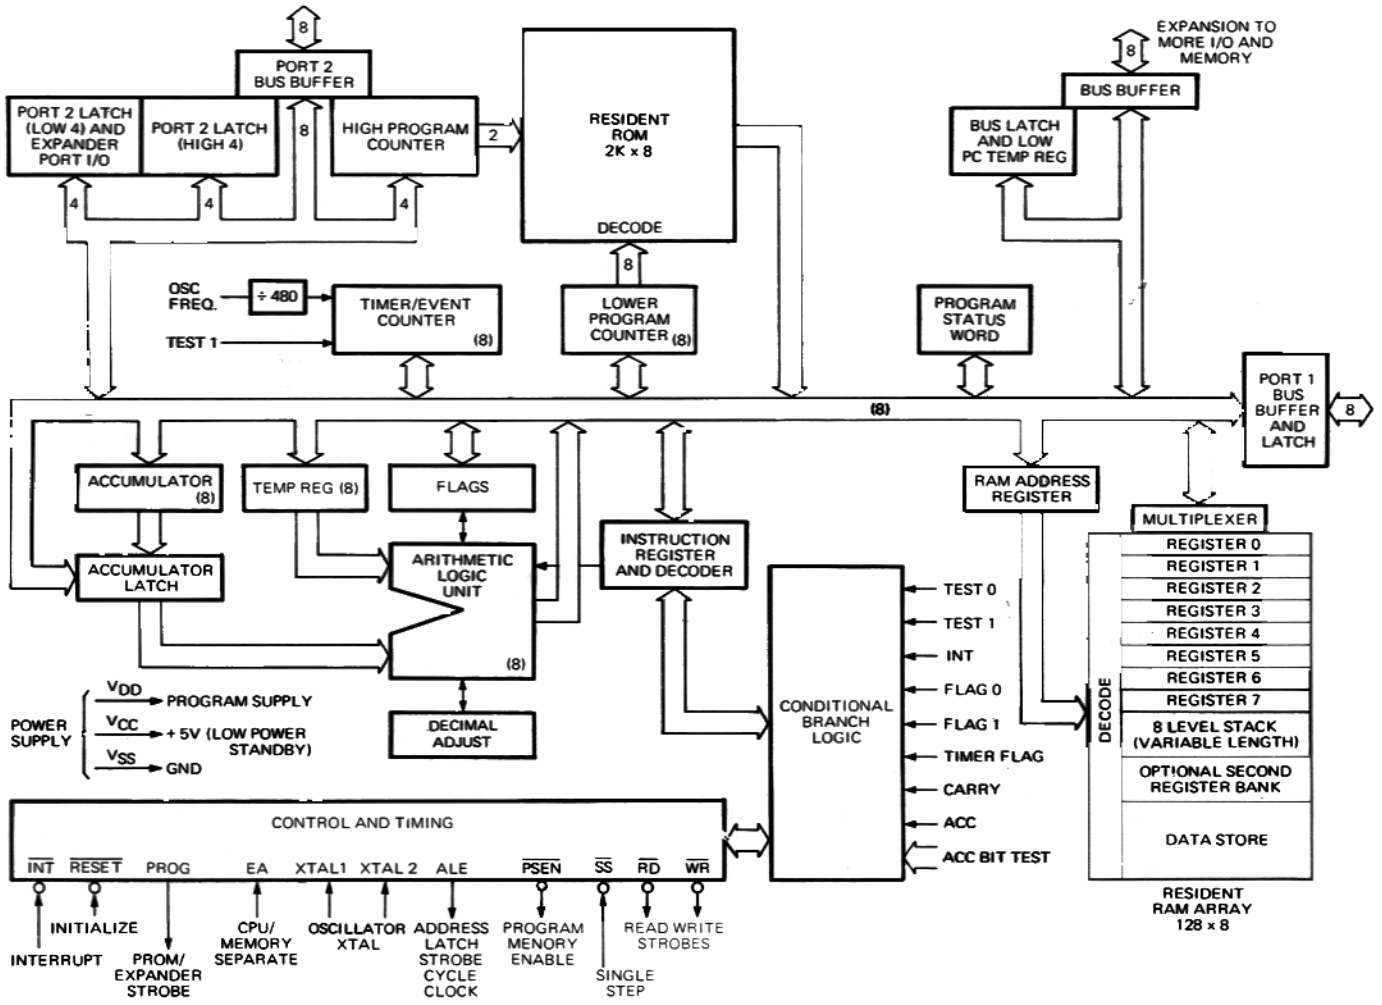 8
PORT 2
BUS BUFFER
PORT 2 LATCH
(LOW 4) AND
EXPANDER
PORT I/O
PORT 2 LATCH
(HIGH 4)
8
HIGH PROGRAM
COUNTER
2
4
4
4
RESIDENT
ROM
2K x 8
DECODE
8
EXPANSION TO
MORE I/O AND
MEMORY
8
BUS BUFFER
BUS LATCH
AND LOW
PC TEMP REG
OSC
FREQ.
÷ 480
TEST 1
TIMER/EVENT
COUNTER
(8)
LOWER
PROGRAM
COUNTER (8)
PROGRAM
STATUS
WORD
PORT 1
BUS
BUFFER
AND
LATCH
8
(8)
ACCUMULATOR
(8)
TEMP REG (8)
FLAGS
RAM ADDRESS
REGISTER
MULTIPLEXER
ACCUMULATOR
LATCH
ARITHMETIC
LOGIC
UNIT
(8)
INSTRUCTION
REGISTER
AND DECODER
DECIMAL
ADJUST
CONDITIONAL
BRANCH
LOGIC
TEST 0
TEST 1
INT
FLAG 0
FLAG 1
TIMER FLAG
CARRY
ACC
ACC BIT TEST
DECODE
REGISTER 0
REGISTER 1
REGISTER 2
REGISTER 3
REGISTER 4
REGISTER 5
REGISTER 6
REGISTER 7
8 LEVEL STACK
(VARIABLE LENGTH)
OPTIONAL SECOND
REGISTER BANK
DATA STORE
RESIDENT
RAM ARRAY
128 x 8
POWER
SUPPLY
VDD
PROGRAM SUPPLY
VCC
+ 5V (LOW POWER
STANDBY)
VSS
GND
CONTROL AND TIMING
INT RESET PROG EA XTAL1 XTAL 2 ALE PSEN SS RD WR
INTERRUPT
INITIALIZE
PROM/
EXPANDER
STROBE
CPU/
MEMORY
SEPARATE
OSCILLATOR
XTAL
ADDRESS
LATCH
STROBE
CYCLE
CLOCK
PROGRAM
MENORY
ENABLE
SINGLE
STEP
READ WRITE
STROBES